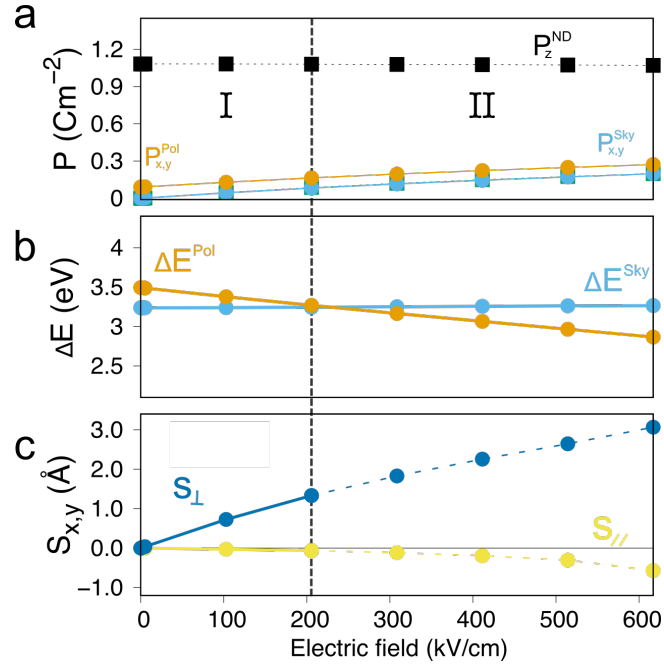 a
P (Cm⁻²)
1.2
0.9
0.6
0.3
0
P_z^ND
I
II
P_x,y^Pol
P_x,y^Sky
b
ΔE (eV)
4
3.5
3
2.5
ΔE^Pol
ΔE^Sky
c
S_x,y (Å)
3.0
2.0
1.0
0.0
−1.0
S_⊥
S_//
0 100 200 300 400 500 600
Electric field (kV/cm)